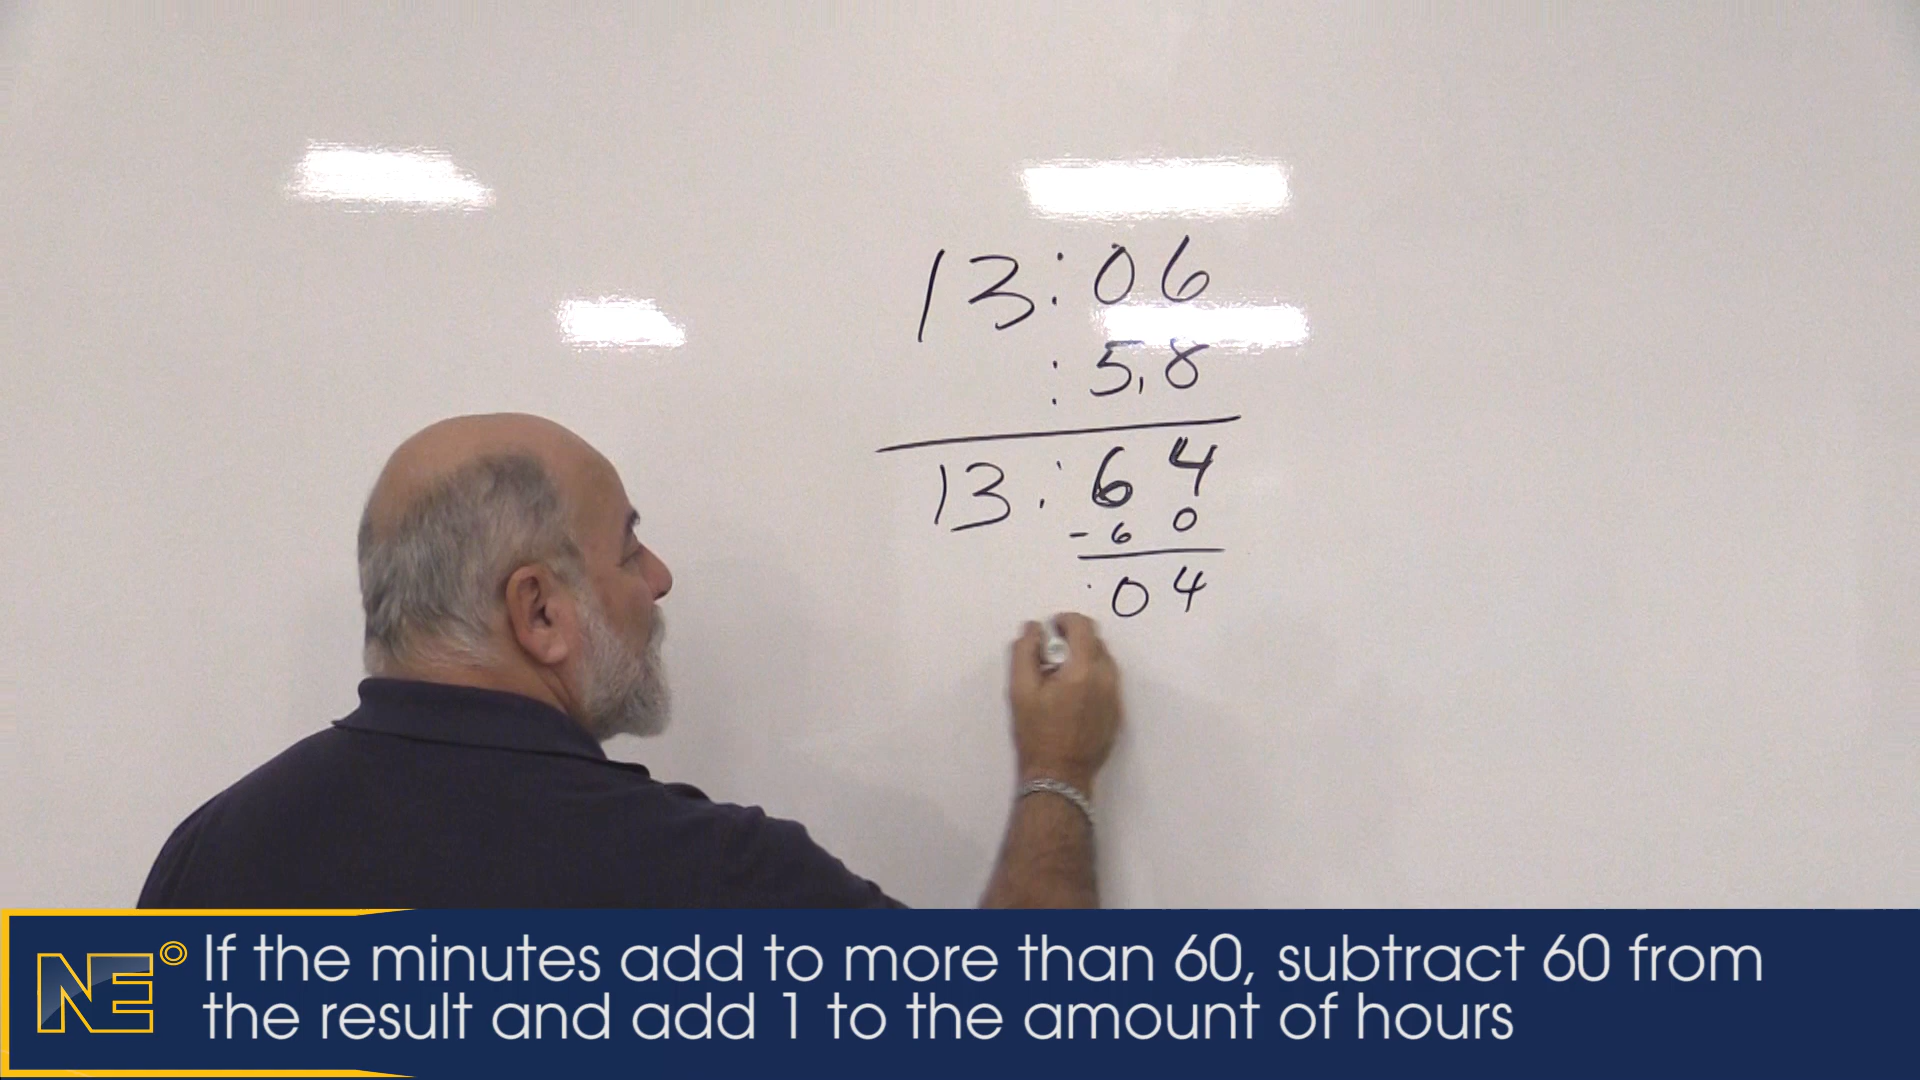 13:06
:5,8
13:64
-60
:04
NE
If the minutes add to more than 60, subtract 60 from
the result and add 1 to the amount of hours